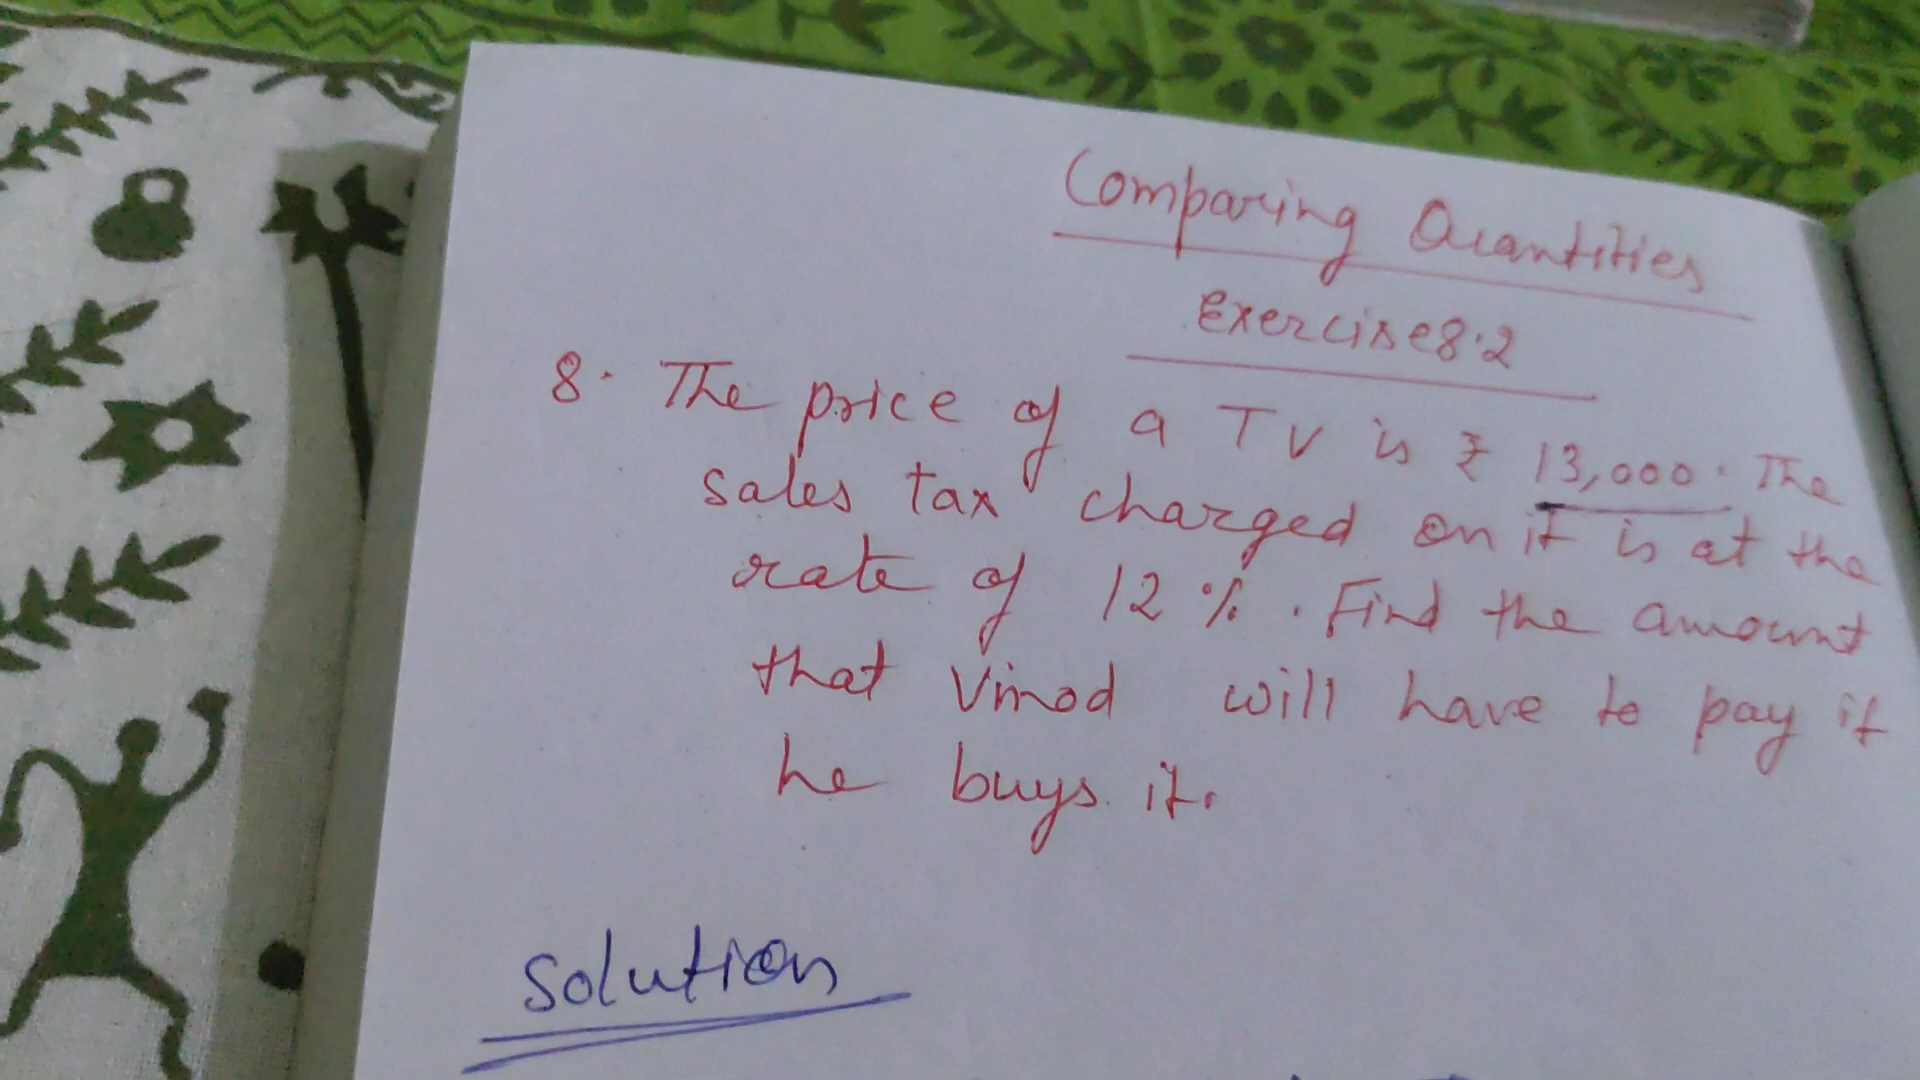 Comparing Quantities
Exercise 8.2
8. The price of a TV is ₹ 13,000. The
sales tax charged on it is at the
rate of 12 %. Find the amount
that Vinod will have to pay if
he buys it.
Solution